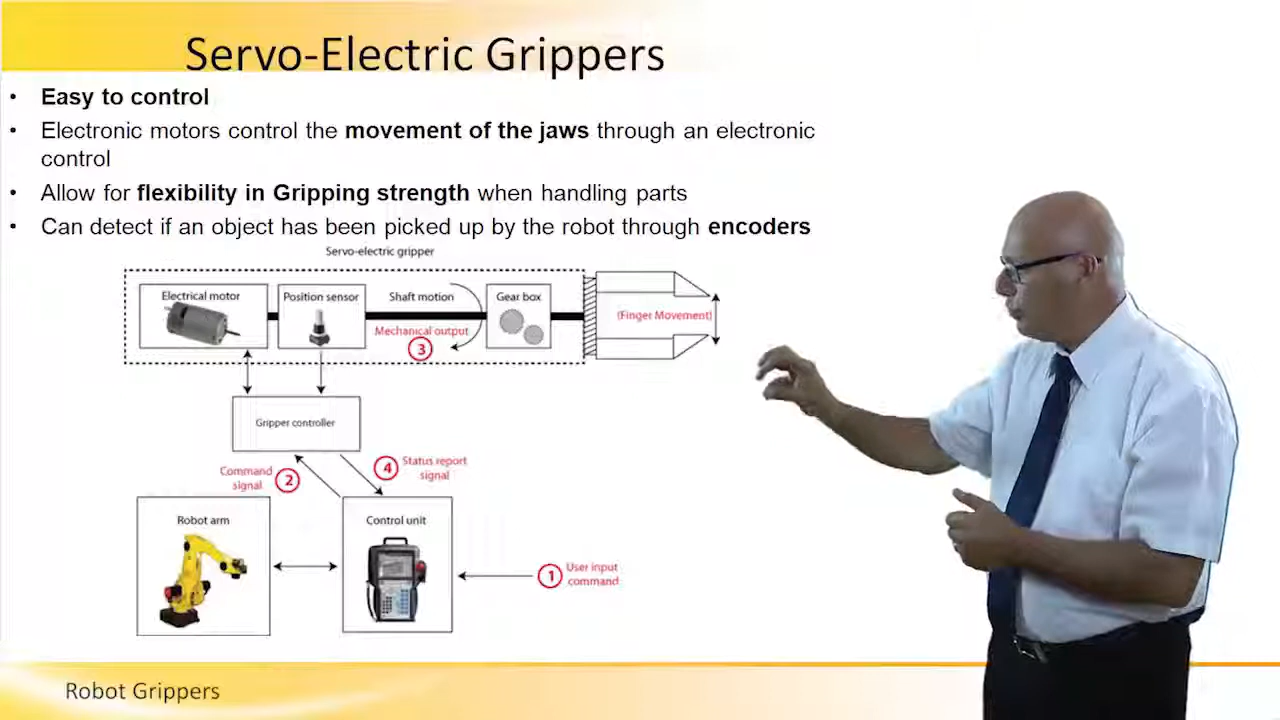 Servo-Electric Grippers
• Easy to control
• Electronic motors control the movement of the jaws through an electronic
control
• Allow for flexibility in Gripping strength when handling parts
• Can detect if an object has been picked up by the robot through encoders
Servo-electric gripper
Electrical motor
Position sensor
Shaft motion
Gear box
Mechanical output
3
(Finger Movement)
Gripper controller
Command
signal
2
4
Status report
signal
Robot arm
Control unit
1
User input
command
Robot Grippers